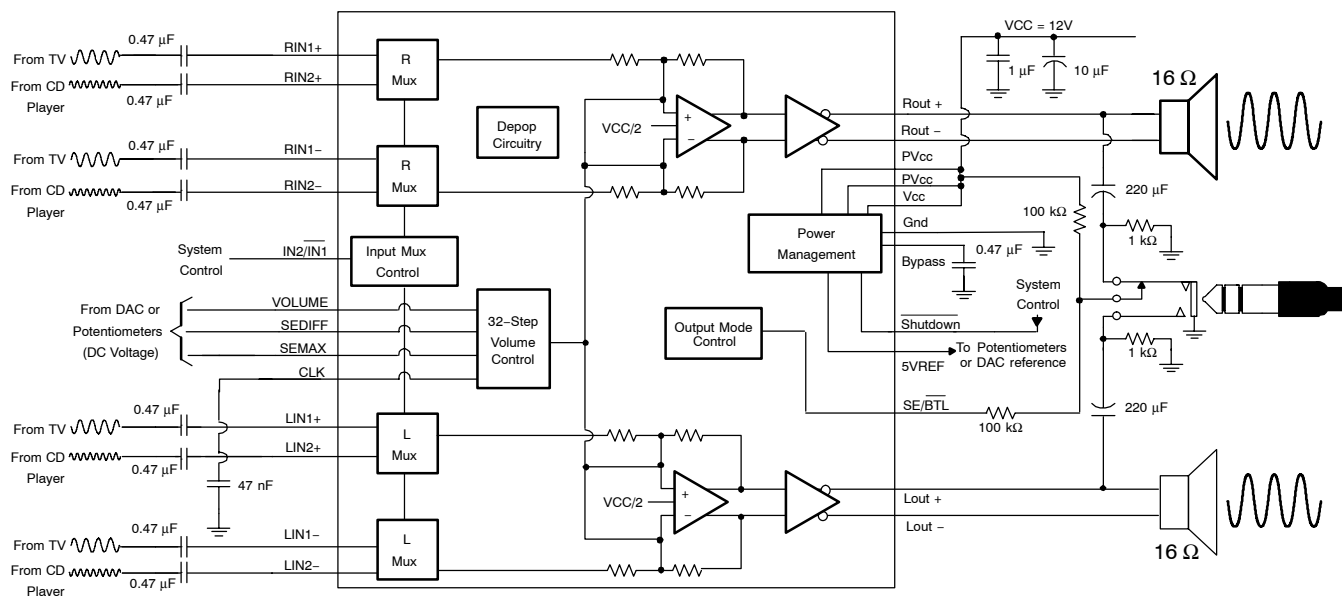 VCC = 12V
1 µF
10 µF
16 Ω
From TV
0.47 µF
RIN1+
From CD
Player
0.47 µF
RIN2+
R
Mux
Depop
Circuitry
VCC/2
+
−
Rout +
Rout −
From TV
0.47 µF
RIN1−
From CD
Player
0.47 µF
RIN2−
R
Mux
PVcc
PVcc
Vcc
Gnd
Bypass
0.47 µF
Power
Management
100 kΩ
220 µF
1 kΩ
System
Control
IN2/IN1
Input Mux
Control
From DAC or
Potentiometers
(DC Voltage)
VOLUME
SEDIFF
SEMAX
CLK
32−Step
Volume
Control
Output Mode
Control
System
Control
Shutdown
5VREF
To Potentiometers
or DAC reference
SE/BTL
100 kΩ
1 kΩ
220 µF
From TV
0.47 µF
LIN1+
From CD
Player
0.47 µF
LIN2+
L
Mux
47 nF
VCC/2
+
−
Lout +
Lout −
From TV
0.47 µF
LIN1−
From CD
Player
0.47 µF
LIN2−
L
Mux
16 Ω